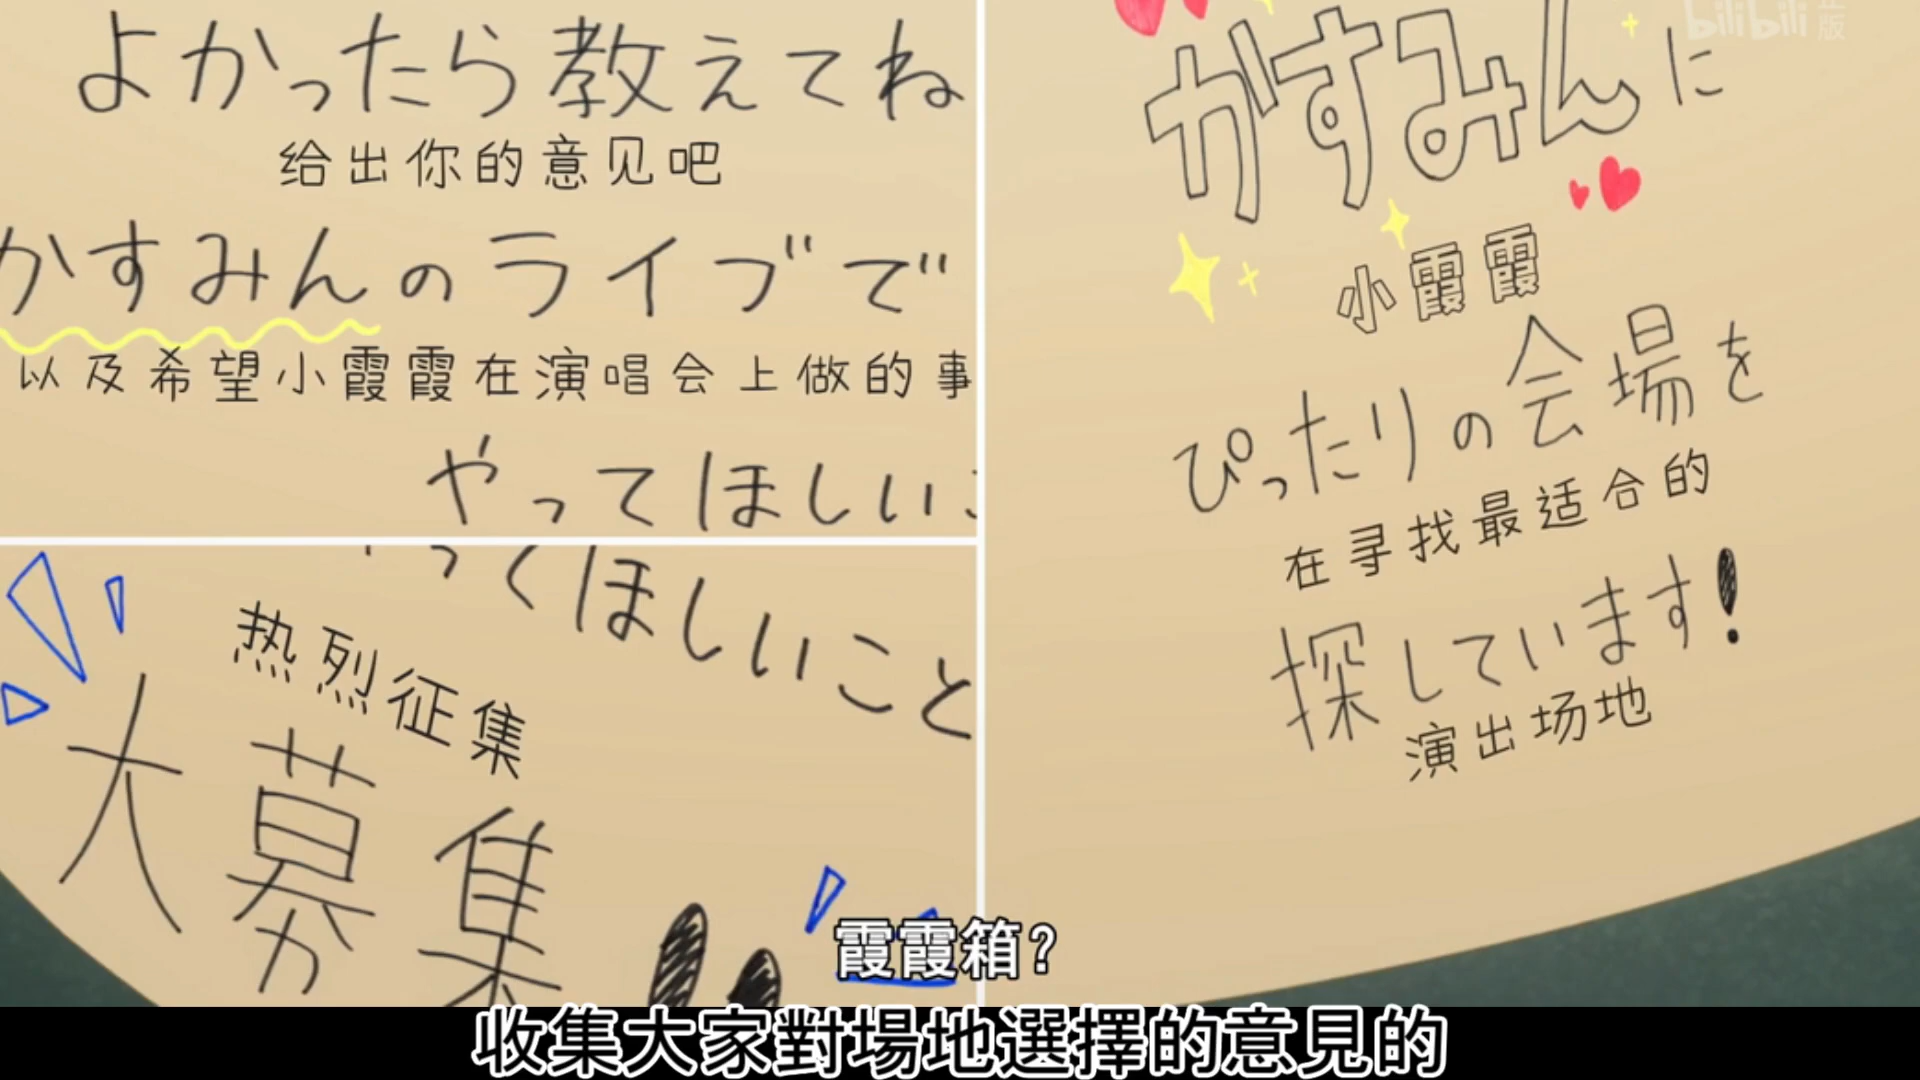 よかったら教えてね
给出你的意见吧
かすみんのライブで
以及希望小霞霞在演唱会上做的事
やってほしい
ってほしいこと
热烈征集
大募集
bilibili 正版
かすみんに
小霞霞
ぴったりの会場を
在寻找最适合的
探しています!
演出场地
霞霞箱?
收集大家對場地選擇的意見的